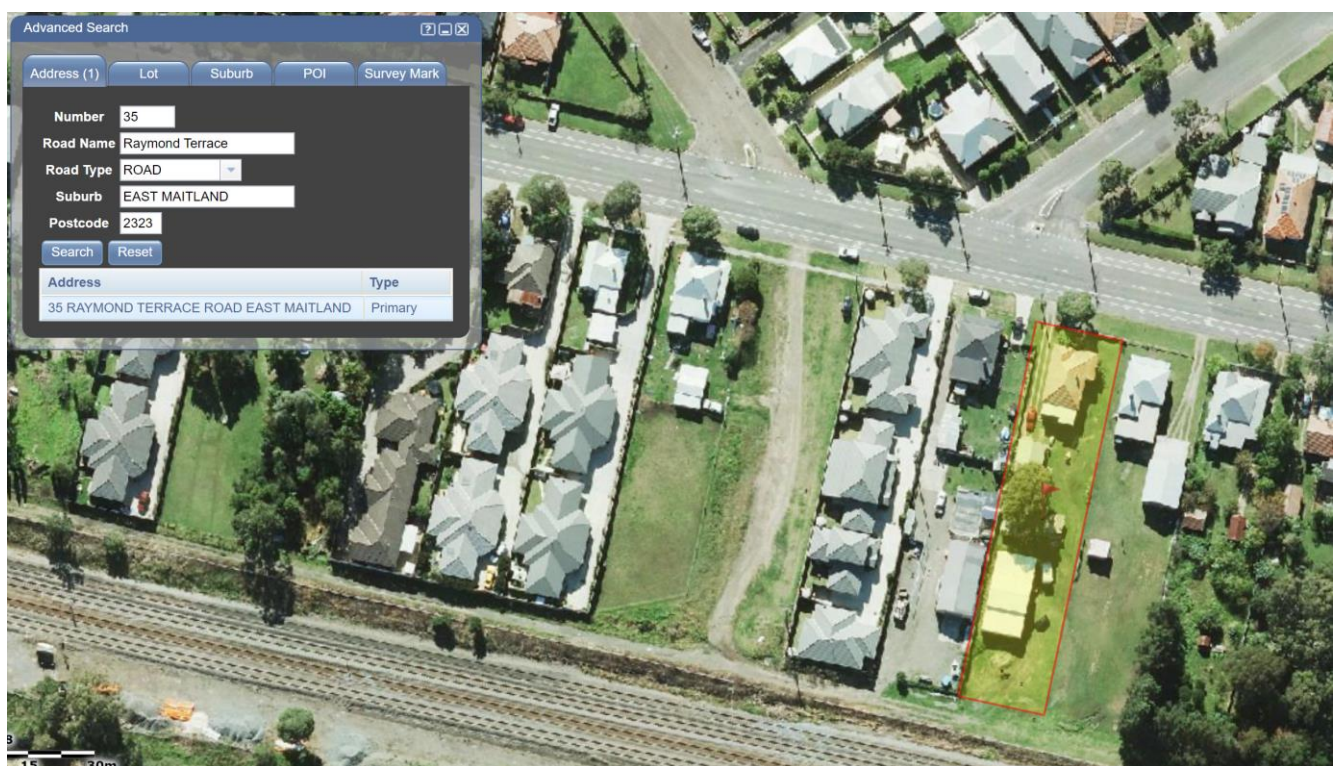 Advanced Search
Address (1) Lot Suburb POI Survey Mark
Number 35
Road Name Raymond Terrace
Road Type ROAD
Suburb EAST MAITLAND
Postcode 2323
Search Reset
Address Type
35 RAYMOND TERRACE ROAD EAST MAITLAND Primary
15 30m